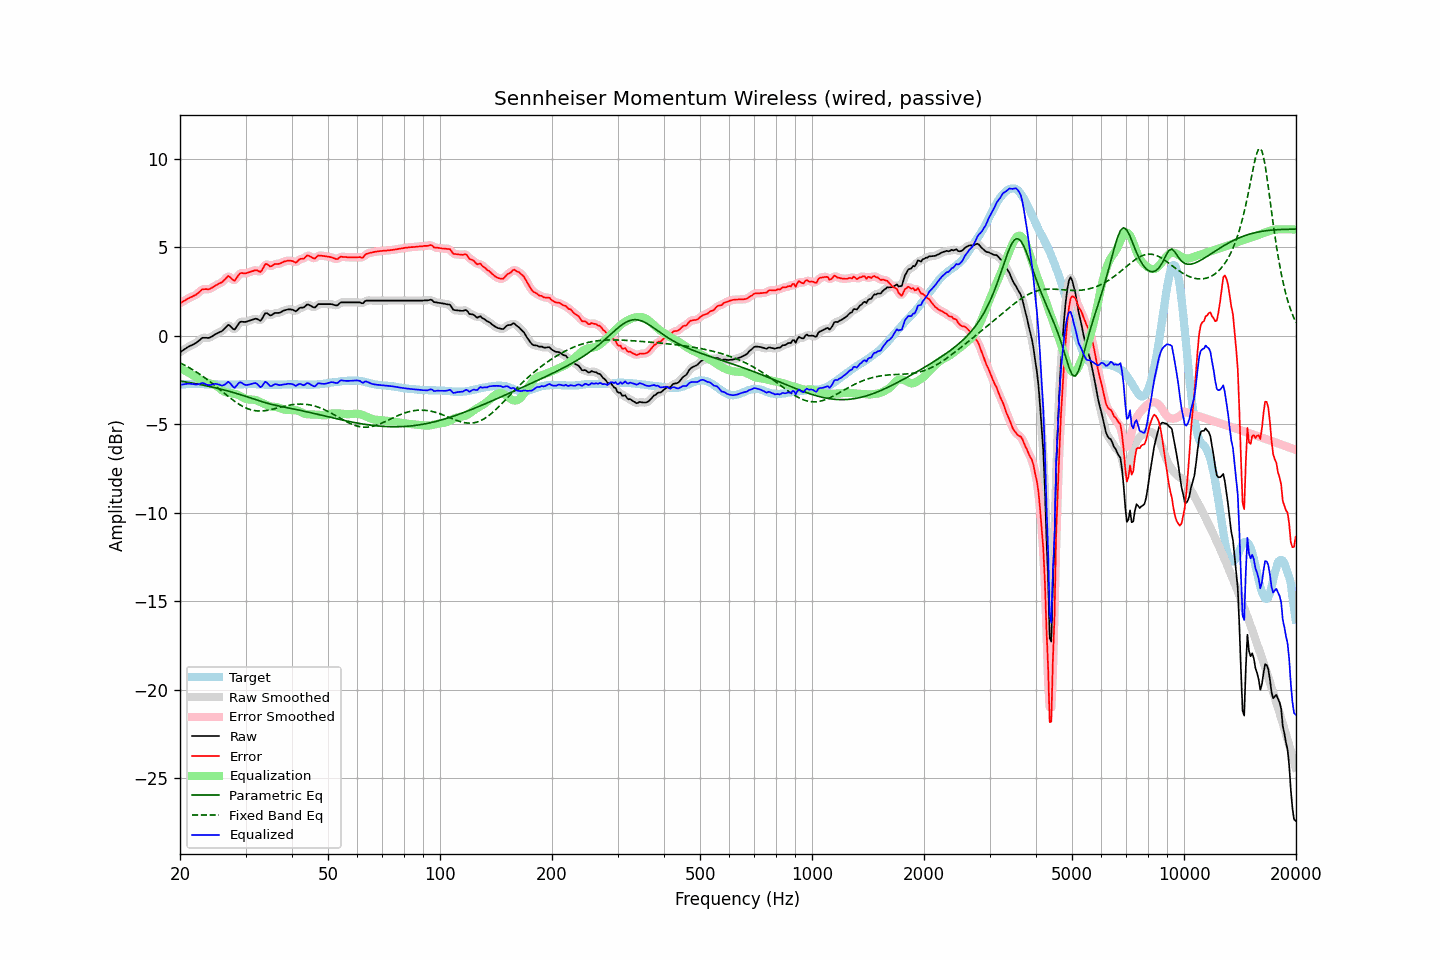 Sennheiser Momentum Wireless (wired, passive)
10
5
0
−5
−10
−15
−20
−25
Amplitude (dBr)
Target
Raw Smoothed
Error Smoothed
Raw
Error
Equalization
Parametric Eq
Fixed Band Eq
Equalized
20 50 100 200 500 1000 2000 5000 10000 20000
Frequency (Hz)